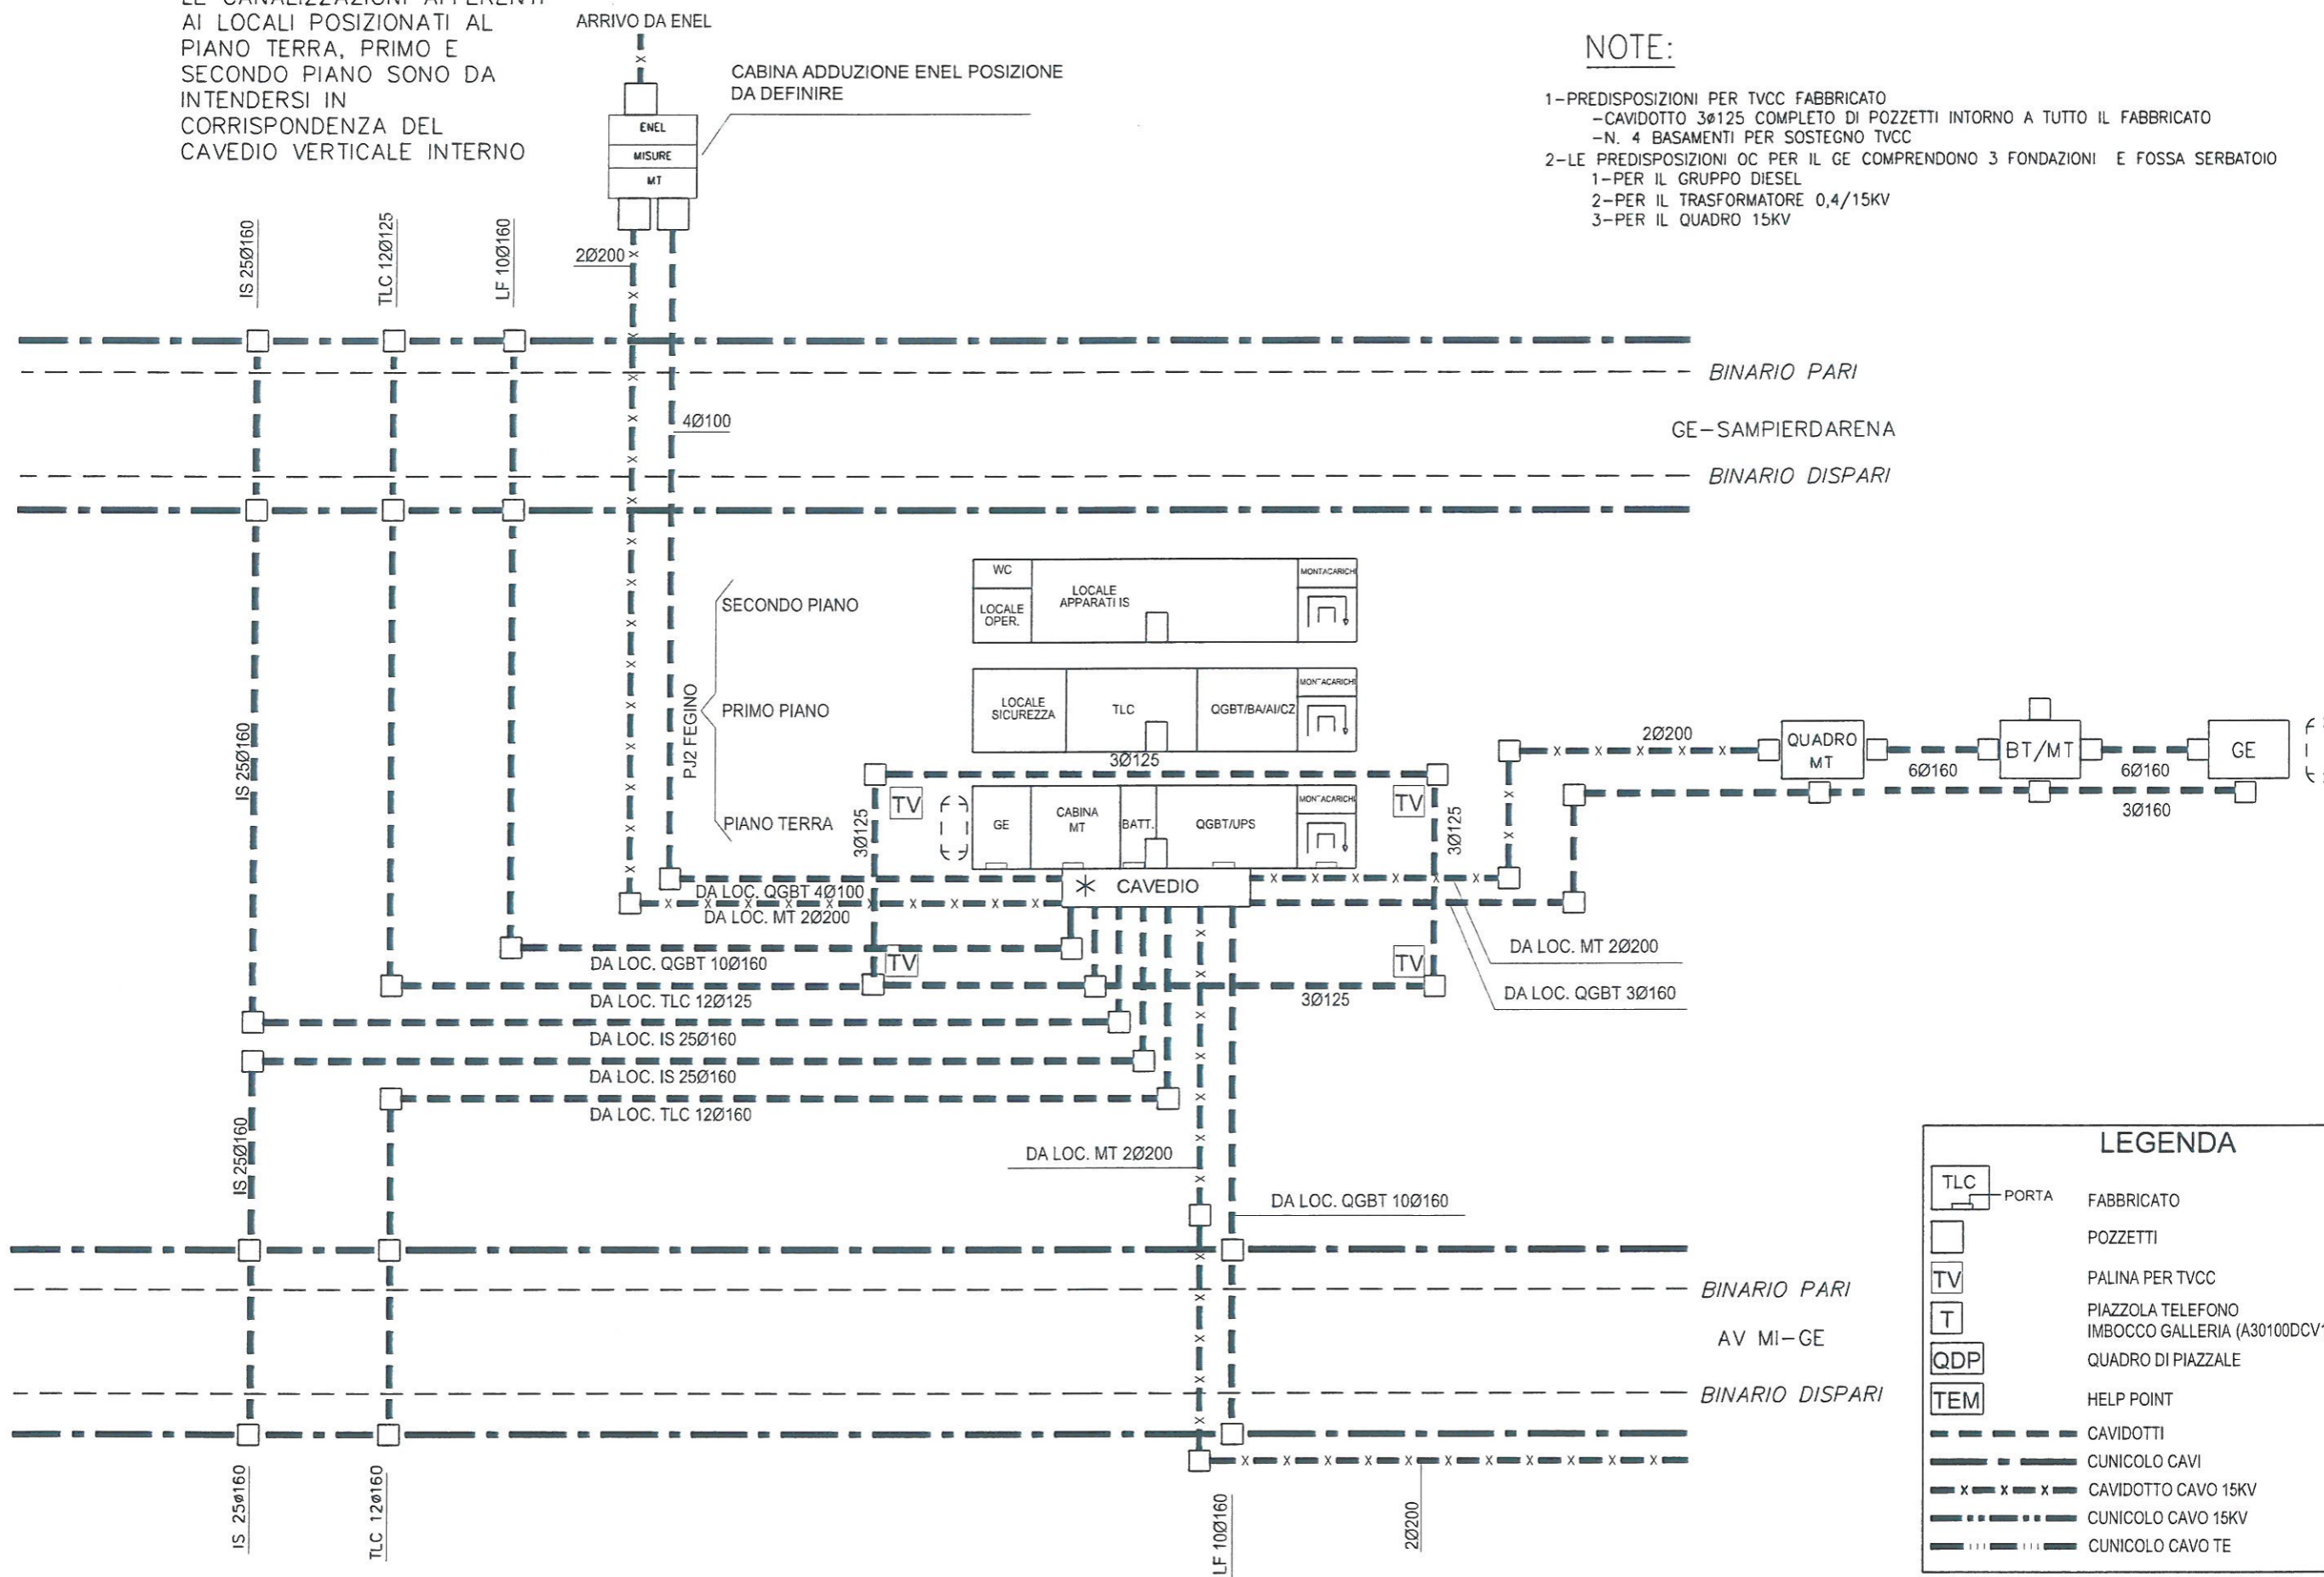 AI LOCALI POSIZIONATI AL
PIANO TERRA, PRIMO E
SECONDO PIANO SONO DA
INTENDERSI IN
CORRISPONDENZA DEL
CAVEDIO VERTICALE INTERNO
ARRIVO DA ENEL
CABINA ADDUZIONE ENEL POSIZIONE
DA DEFINIRE
ENEL
MISURE
MT
NOTE:
1-PREDISPOSIZIONI PER TVCC FABBRICATO
-CAVIDOTTO 3ø125 COMPLETO DI POZZETTI INTORNO A TUTTO IL FABBRICATO
-N. 4 BASAMENTI PER SOSTEGNO TVCC
2-LE PREDISPOSIZIONI OC PER IL GE COMPRENDONO 3 FONDAZIONI E FOSSA SERBATOIO
1-PER IL GRUPPO DIESEL
2-PER IL TRASFORMATORE 0,4/15KV
3-PER IL QUADRO 15KV
IS 25Ø160
TLC 12Ø125
LF 10Ø160
2Ø200
4Ø100
BINARIO PARI
GE-SAMPIERDARENA
BINARIO DISPARI
IS 25Ø160
PJ2 FEGINO
SECONDO PIANO
PRIMO PIANO
PIANO TERRA
WC
LOCALE
OPER.
LOCALE
APPARATI IS
MONTACARICHI
LOCALE
SICUREZZA
TLC
QGBT/BA/AI/CZ
MONTACARICHI
3Ø125
TV
3Ø125
GE
CABINA
MT
BATT.
QGBT/UPS
MONTACARICHI
TV
3Ø125
2Ø200
QUADRO
MT
6Ø160
BT/MT
6Ø160
GE
3Ø160
* CAVEDIO
DA LOC. QGBT 4Ø100
DA LOC. MT 2Ø200
DA LOC. QGBT 10Ø160
TV
TV
DA LOC. MT 2Ø200
DA LOC. QGBT 3Ø160
DA LOC. TLC 12Ø125
3Ø125
DA LOC. IS 25Ø160
DA LOC. IS 25Ø160
DA LOC. TLC 12Ø160
IS 25Ø160
DA LOC. MT 2Ø200
DA LOC. QGBT 10Ø160
BINARIO PARI
AV MI-GE
BINARIO DISPARI
IS 25ø160
TLC 12ø160
LF 10Ø160
2Ø200
LEGENDA
TLC
PORTA
FABBRICATO
POZZETTI
TV
PALINA PER TVCC
T
PIAZZOLA TELEFONO
IMBOCCO GALLERIA (A30100DCV
QDP
QUADRO DI PIAZZALE
TEM
HELP POINT
CAVIDOTTI
CUNICOLO CAVI
CAVIDOTTO CAVO 15KV
CUNICOLO CAVO 15KV
CUNICOLO CAVO TE